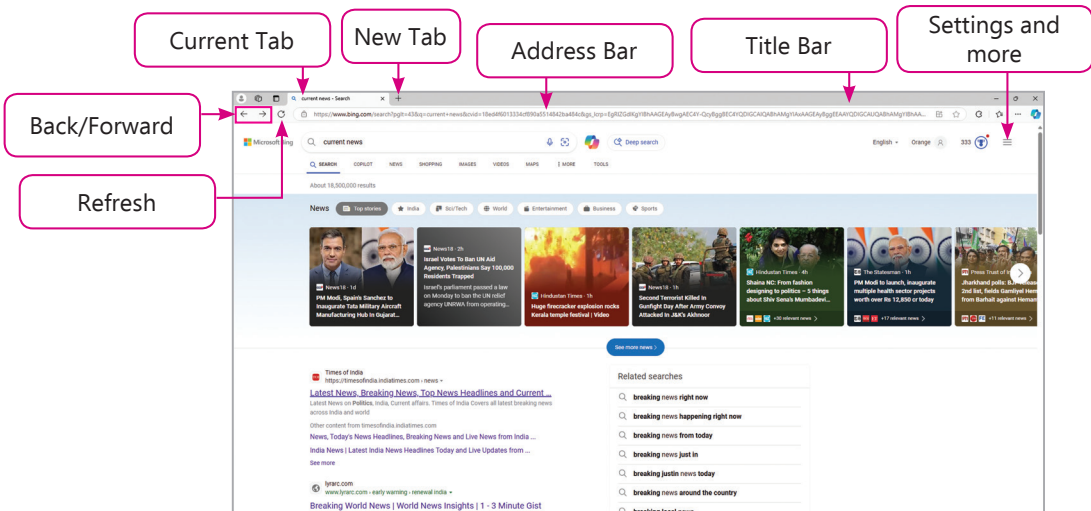 Current Tab
New Tab
Address Bar
Title Bar
Settings and
more
Back/Forward
Refresh
current news - Search
Microsoft Bing
current news
Deep search
English
Orange
333
SEARCH
COPILOT
NEWS
SHOPPING
IMAGES
VIDEOS
MAPS
MORE
TOOLS
About 18,500,000 results
News
Top stories
India
Sci/Tech
World
Entertainment
Business
Sports
News18 · 1d
PM Modi, Spain's Sanchez to
Inaugurate Tata Military Aircraft
Manufacturing Hub In Gujarat...
News18 · 2h
Israel Votes To Ban UN Aid
Agency, Palestinians Say 100,000
Residents Trapped
Israel's parliament passed a law
on Monday to ban the UN relief
agency UNRWA from operating...
Hindustan Times · 1h
Huge firecracker explosion rocks
Kerala temple festival | Video
News18 · 1h
Second Terrorist Killed In
Gunfight Day After Army Convoy
Attacked In J&K's Akhnoor
Hindustan Times · 4h
Shaina NC: From fashion
designing to politics – 5 things
about Shiv Sena's Mumbadevi...
+30 relevant news
The Statesman · 1h
PM Modi to launch, inaugurate
multiple health sector projects
worth over Rs 12,850 cr today
+17 relevant news
Press Trust of
Jharkhand polls: BJP
2nd list, fields Gamliyel
from Barhait against
+11 relevant news
See more news
Times of India
https://timesofindia.indiatimes.com › news
Latest News, Breaking News, Top News Headlines and Current ...
Latest News on Politics, India, Current affairs. Times of India Covers all latest breaking news
across India and world
Other content from timesofindia.indiatimes.com
News, Today's News Headlines, Breaking News and Live News from India ...
India News | Latest India News Headlines Today and Live Updates from ...
See more
lyrarc.com
www.lyrarc.com › early warning › renewal india
Breaking World News | World News Insights | 1 - 3 Minute Gist
Related searches
breaking news right now
breaking news happening right now
breaking news from today
breaking news just in
breaking justin news today
breaking news around the country
breaking local news